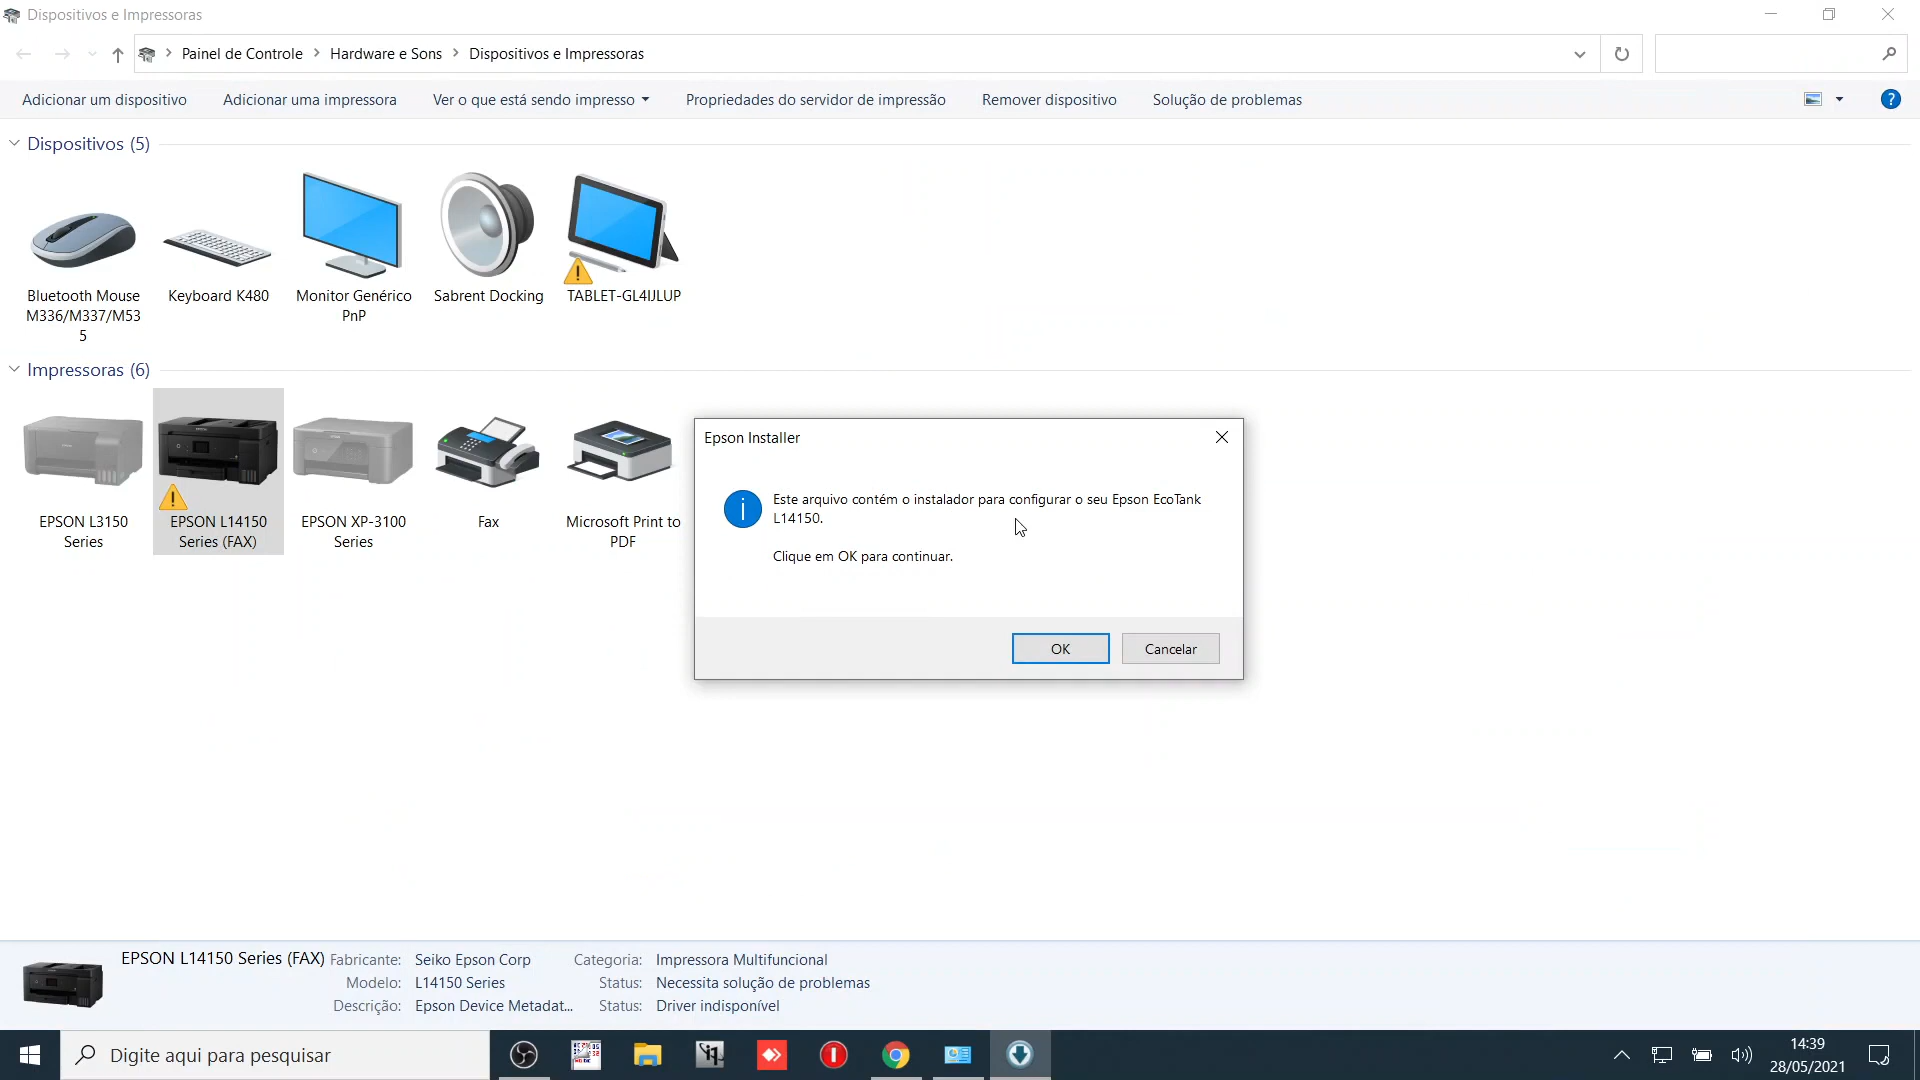 Dispositivos e Impressoras
Painel de Controle
Hardware e Sons
Dispositivos e Impressoras
Adicionar um dispositivo
Adicionar uma impressora
Ver o que está sendo impresso
Propriedades do servidor de impressão
Remover dispositivo
Solução de problemas
?
Dispositivos (5)
Bluetooth Mouse
M336/M337/M53
5
Keyboard K480
Monitor Genérico
PnP
Sabrent Docking
TABLET-GL4IJLUP
Impressoras (6)
EPSON L3150
Series
EPSON L14150
Series (FAX)
EPSON XP-3100
Series
Fax
Microsoft Print to
PDF
Epson Installer
Este arquivo contém o instalador para configurar o seu Epson EcoTank
L14150.
Clique em OK para continuar.
OK
Cancelar
EPSON L14150 Series (FAX)
Fabricante: Seiko Epson Corp
Modelo: L14150 Series
Descrição: Epson Device Metadat...
Categoria: Impressora Multifuncional
Status: Necessita solução de problemas
Status: Driver indisponível
Digite aqui para pesquisar
14:39
28/05/2021